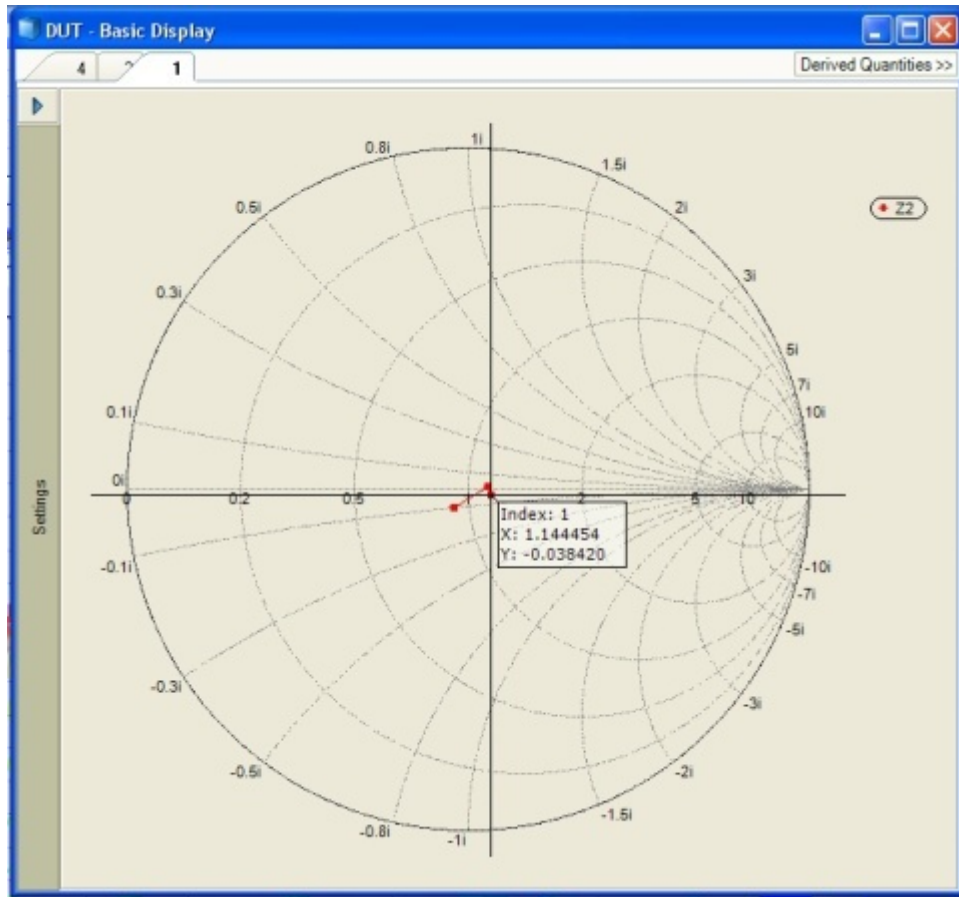 DUT - Basic Display
4
1
Derived Quantities >>
Settings
Z2
1i
0.8i
1.5i
0.5i
2i
0.3i
3i
5i
7i
0.1i
10i
0i
0 0.2 0.5 2 5 10
Index: 1
X: 1.144454
Y: -0.038420
-0.1i
-10i
-7i
-5i
-0.3i
-3i
-0.5i
-2i
-0.8i
-1i
-1.5i